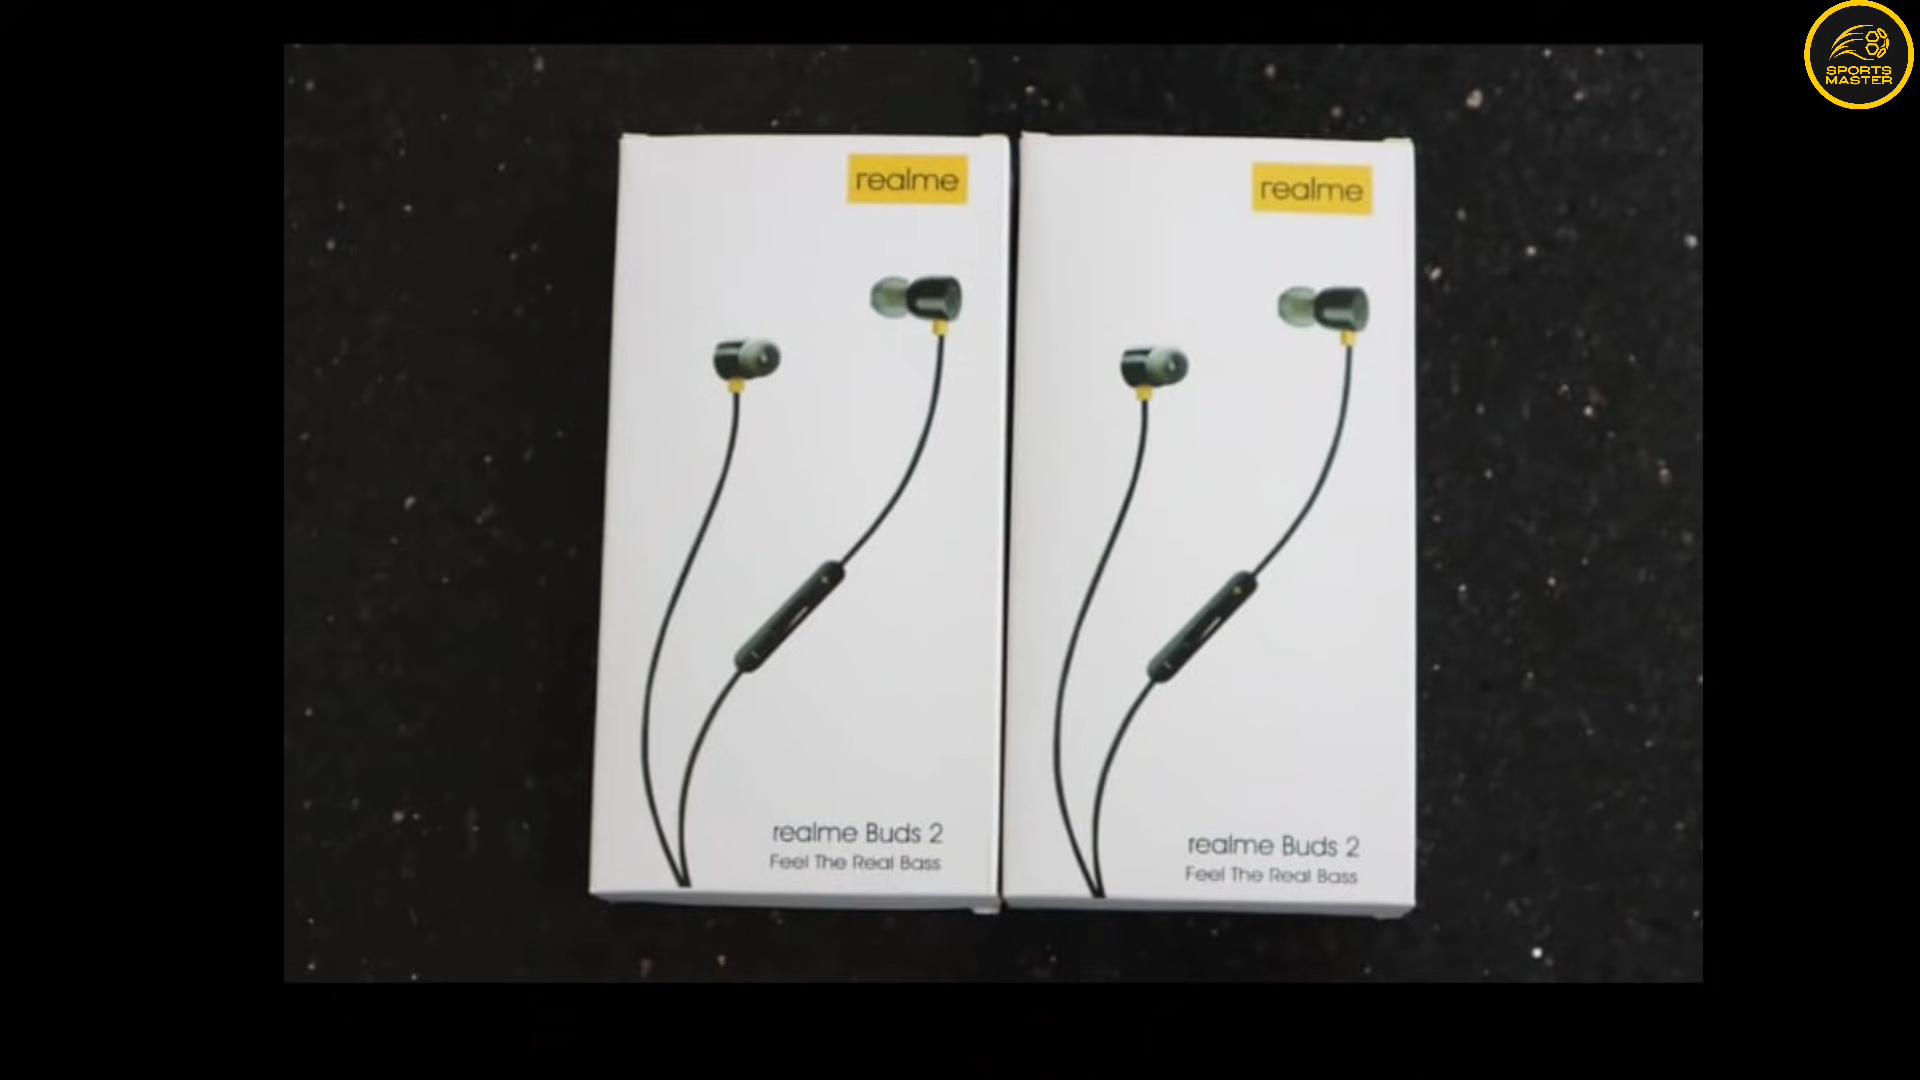 SPORTS
MASTER
realme
realme
realme Buds 2
Feel The Real Bass
realme Buds 2
Feel The Real Bass